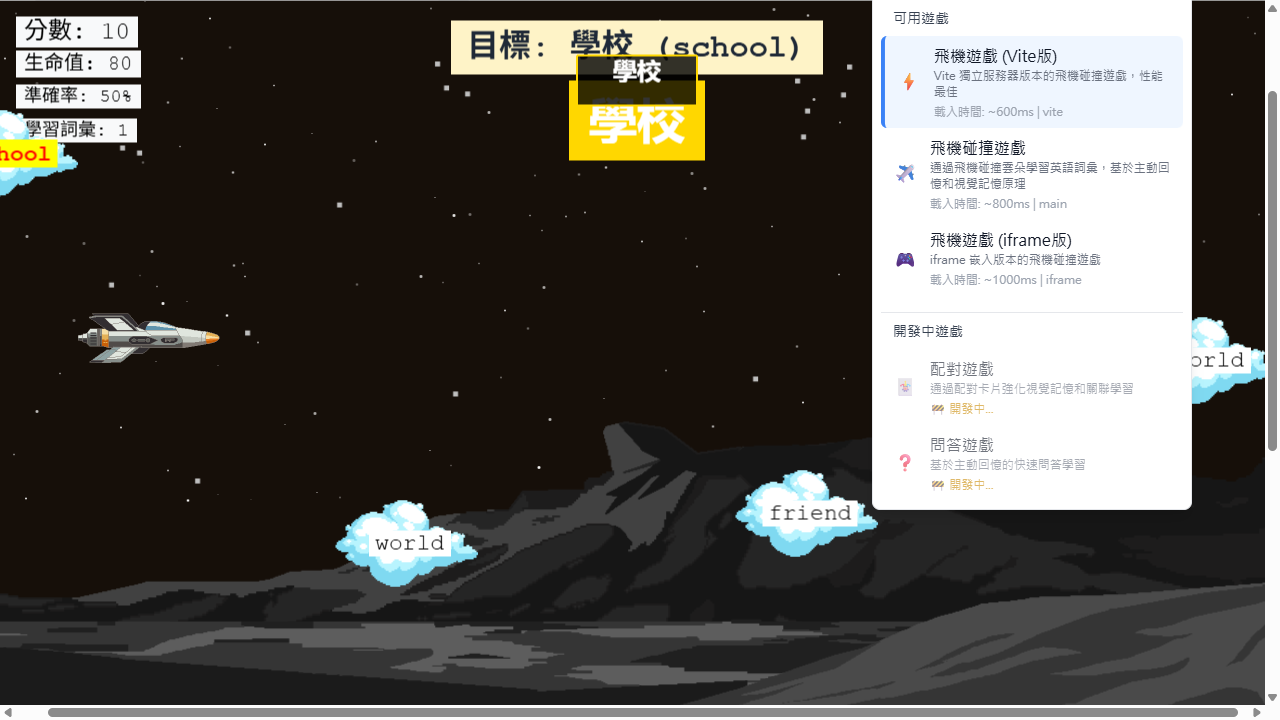 分數: 10
生命值: 80
準確率: 50%
學習詞彙: 1
hool
目標: 學校 (school)
學校
學校
world
friend
orld
可用遊戲
飛機遊戲 (Vite版)
Vite 獨立服務器版本的飛機碰撞遊戲，性能
最佳
載入時間: ~600ms | vite
飛機碰撞遊戲
通過飛機碰撞雲朵學習英語詞彙，基於主動回
憶和視覺記憶原理
載入時間: ~800ms | main
飛機遊戲 (iframe版)
iframe 嵌入版本的飛機碰撞遊戲
載入時間: ~1000ms | iframe
開發中遊戲
配對遊戲
通過配對卡片強化視覺記憶和關聯學習
🚧 開發中...
問答遊戲
基於主動回憶的快速問答學習
🚧 開發中...